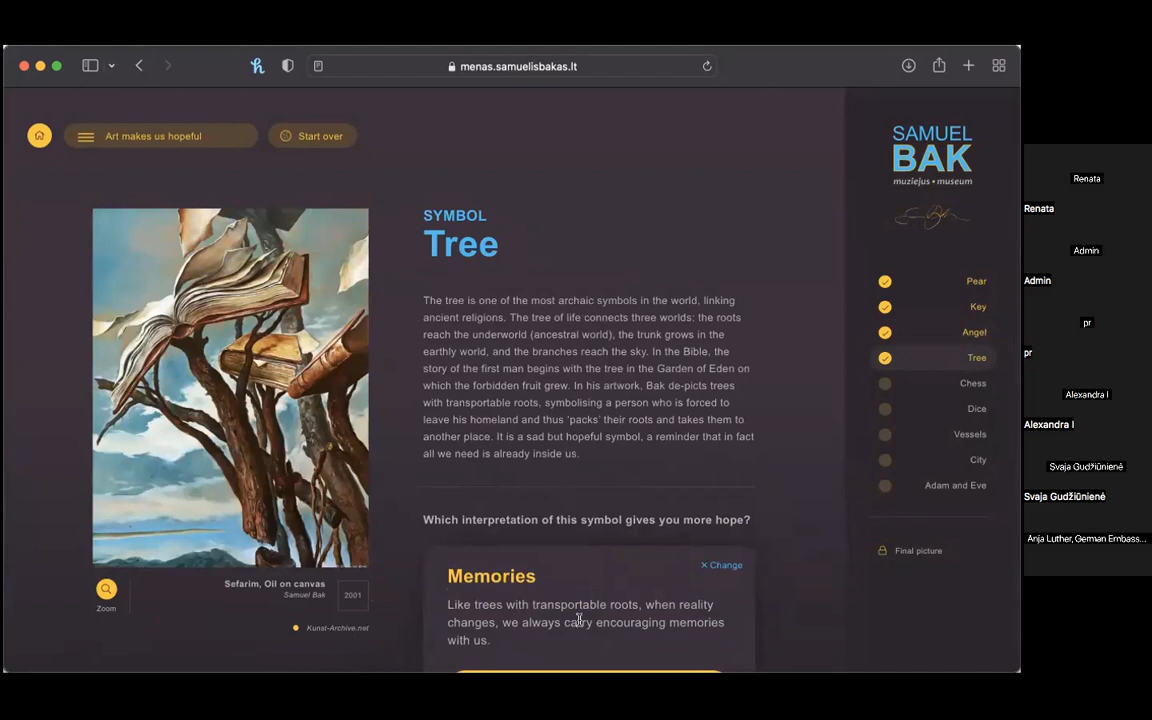 menas.samuelisbakas.lt
Art makes us hopeful
Start over
SAMUEL
BAK
muziejus • museum
SYMBOL
Tree
The tree is one of the most archaic symbols in the world, linking
ancient religions. The tree of life connects three worlds: the roots
reach the underworld (ancestral world), the trunk grows in the
earthly world, and the branches reach the sky. In the Bible, the
story of the first man begins with the tree in the Garden of Eden on
which the forbidden fruit grew. In his artwork, Bak de-picts trees
with transportable roots, symbolising a person who is forced to
leave his homeland and thus ‘packs’ their roots and takes them to
another place. It is a sad but hopeful symbol, a reminder that in fact
all we need is already inside us.
Which interpretation of this symbol gives you more hope?
× Change
Memories
Like trees with transportable roots, when reality
changes, we always carry encouraging memories
with us.
Zoom
Sefarim, Oil on canvas
Samuel Bak
2001
Kunst-Archive.net
Pear
Key
Angel
Tree
Chess
Dice
Vessels
City
Adam and Eve
Final picture
Renata
Renata
Admin
Admin
pr
pr
Alexandra I
Alexandra I
Svaja Gudžiūnienė
Svaja Gudžiūnienė
Anja Luther, German Embass...